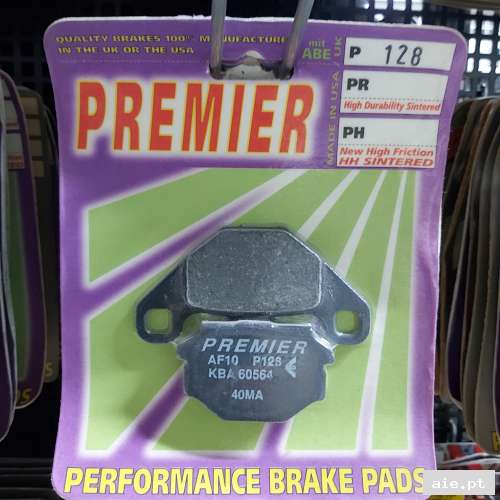 QUALITY BRAKES 100% MANUFACTURED
IN THE UK OR THE USA
mit
ABE
MADE IN USA / UK
P 128
PR
High Durability Sintered
PH
New High Friction
HH SINTERED
PREMIER
PREMIER
AF10 P128
KBA 60564
40MA
PERFORMANCE BRAKE PADS
aie.pt